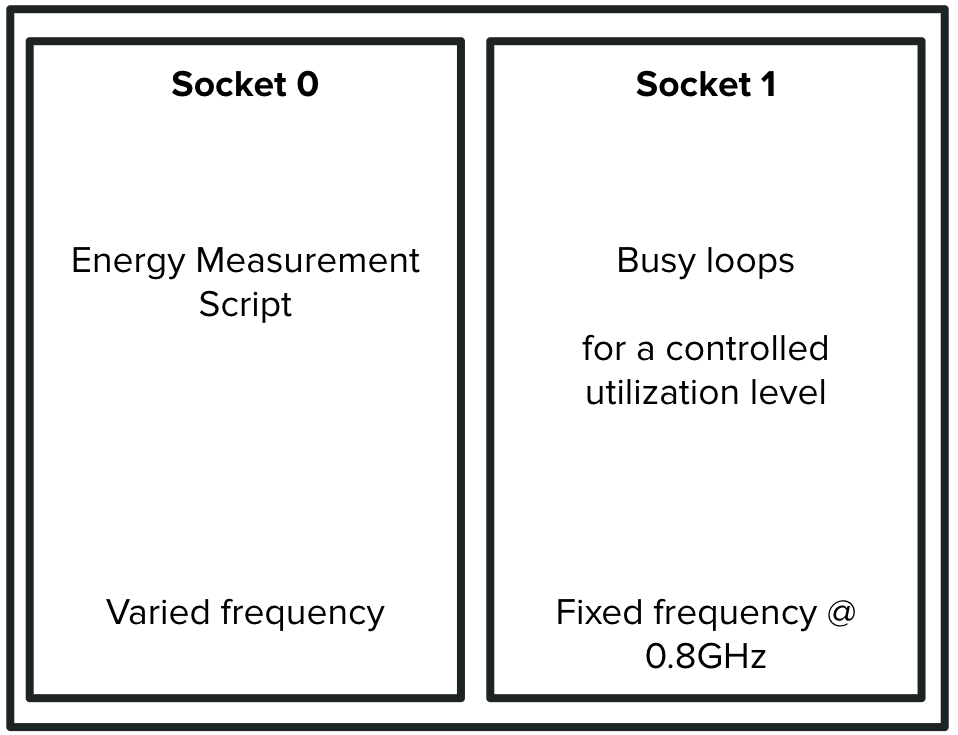 Socket 0
Energy Measurement
Script
Varied frequency
Socket 1
Busy loops
for a controlled
utilization level
Fixed frequency @
0.8GHz